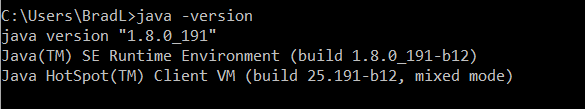 C:\Users\BradL>java -version
java version "1.8.0_191"
Java(TM) SE Runtime Environment (build 1.8.0_191-b12)
Java HotSpot(TM) Client VM (build 25.191-b12, mixed mode)